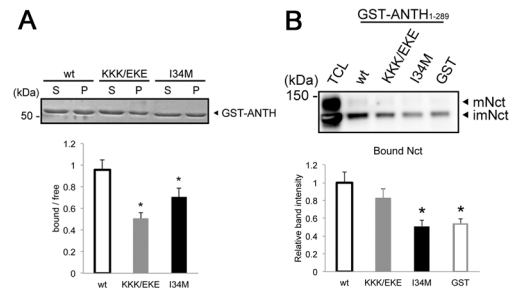 A
wt KKK/EKE I34M
(kDa) S P S P S P
50 - GST-ANTH
bound / free
1.2
1
0.8
0.6
0.4
0.2
0
* *
wt KKK/EKE I34M
B
GST-ANTH1-289
TCL wt KKK/EKE I34M GST
(kDa)
150 - mNct
imNct
Bound Nct
Relative band intensity
1.2
1
0.8
0.6
0.4
0.2
0
* *
wt KKK/EKE I34M GST